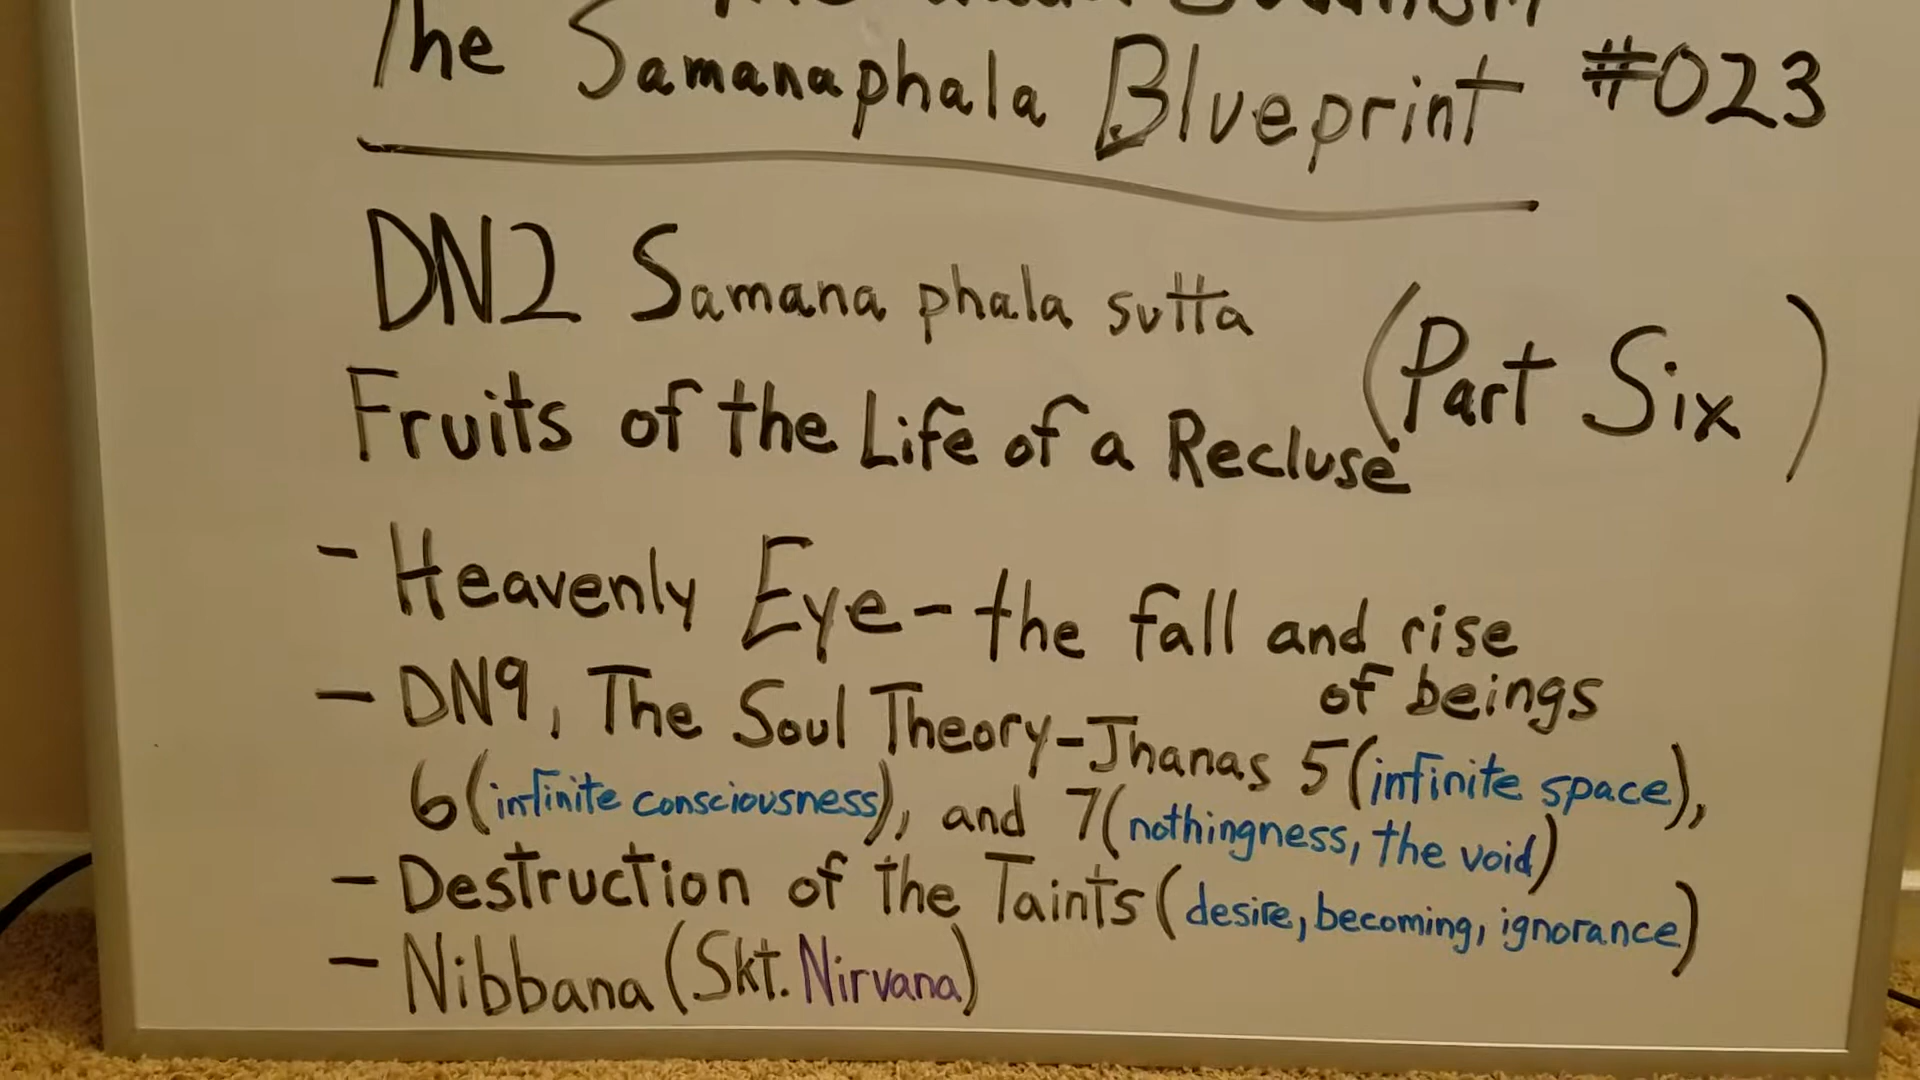 The Samanaphala Blueprint #023
DN2 Samana phala sutta
(Part Six)
Fruits of the Life of a Recluse
- Heavenly Eye - the fall and rise
of beings
- DN9, The Soul Theory - Jhanas 5 (infinite space),
6 (infinite consciousness), and 7 (nothingness, the void)
- Destruction of the Taints (desire, becoming, ignorance)
- Nibbana (Skt. Nirvana)